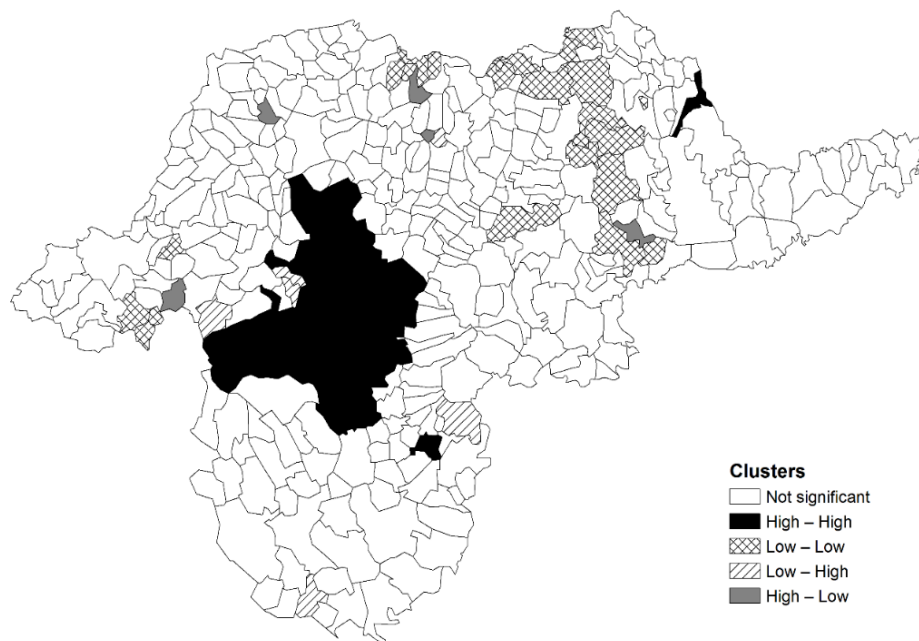 Clusters
Not significant
High – High
Low – Low
Low – High
High – Low